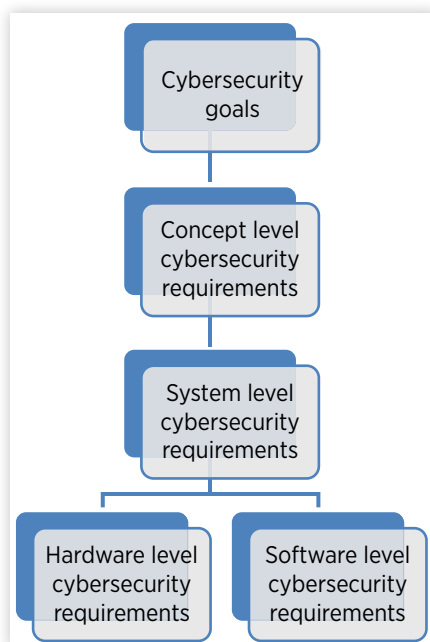 Cybersecurity
goals
Concept level
cybersecurity
requirements
System level
cybersecurity
requirements
Hardware level
cybersecurity
requirements
Software level
cybersecurity
requirements